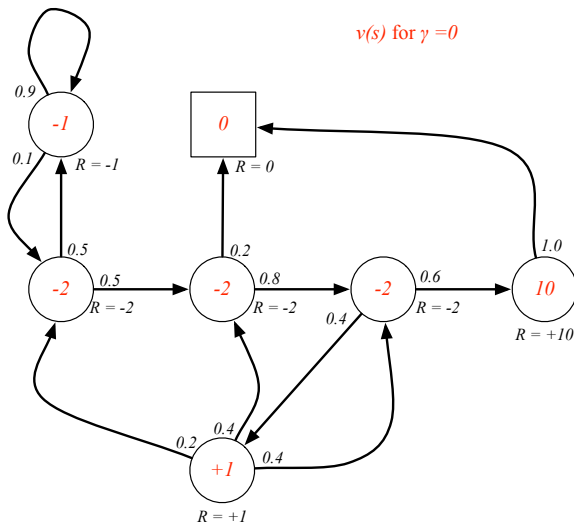 v(s) for γ =0
0.9
-1
0
0.1
R = -1
R = 0
0.5
0.2
1.0
-2
0.5
-2
0.8
-2
0.6
10
R = -2
R = -2
R = -2
0.4
R = +10
0.2
0.4
0.4
+1
R = +1